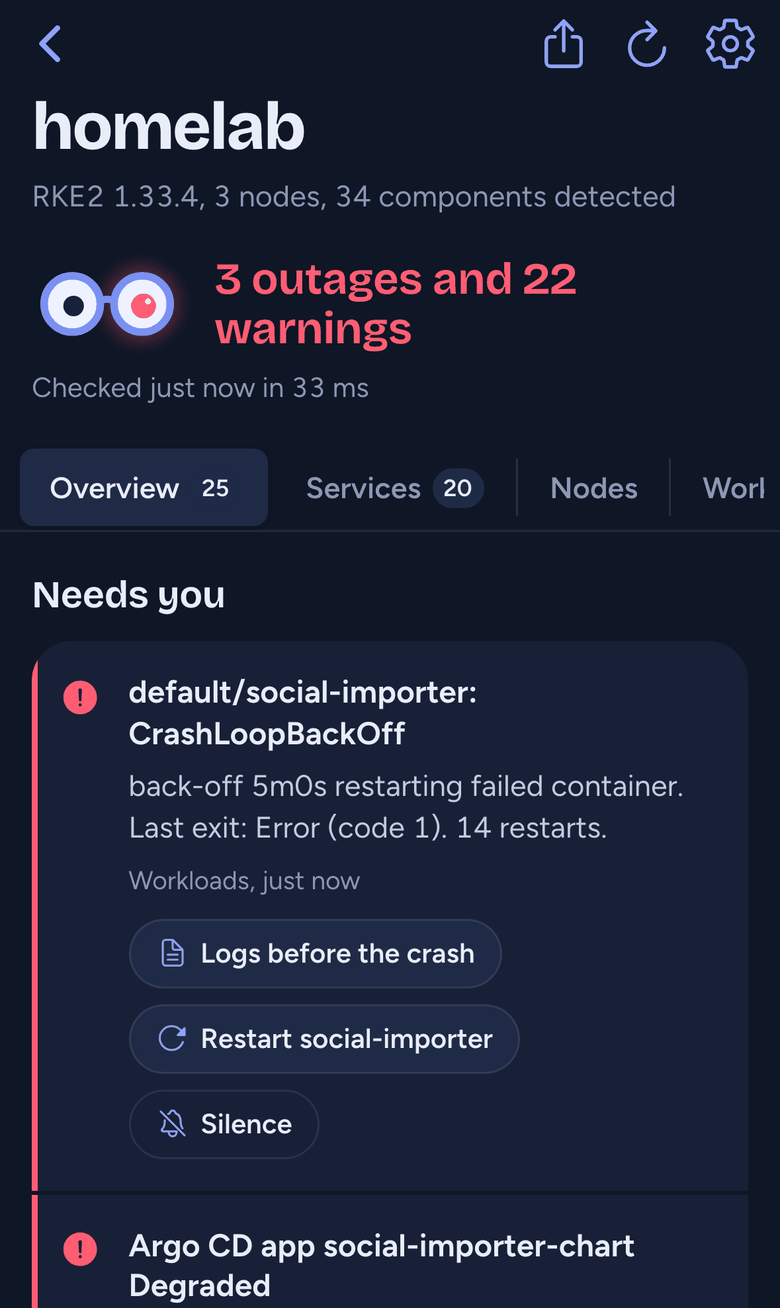 homelab
RKE2 1.33.4, 3 nodes, 34 components detected
3 outages and 22
warnings
Checked just now in 33 ms
Overview 25 Services 20 Nodes
Needs you
default/social-importer:
CrashLoopBackOff
back-off 5m0s restarting failed container.
Last exit: Error (code 1). 14 restarts.
Workloads, just now
Logs before the crash
Restart social-importer
Silence
Argo CD app social-importer-chart
Degraded